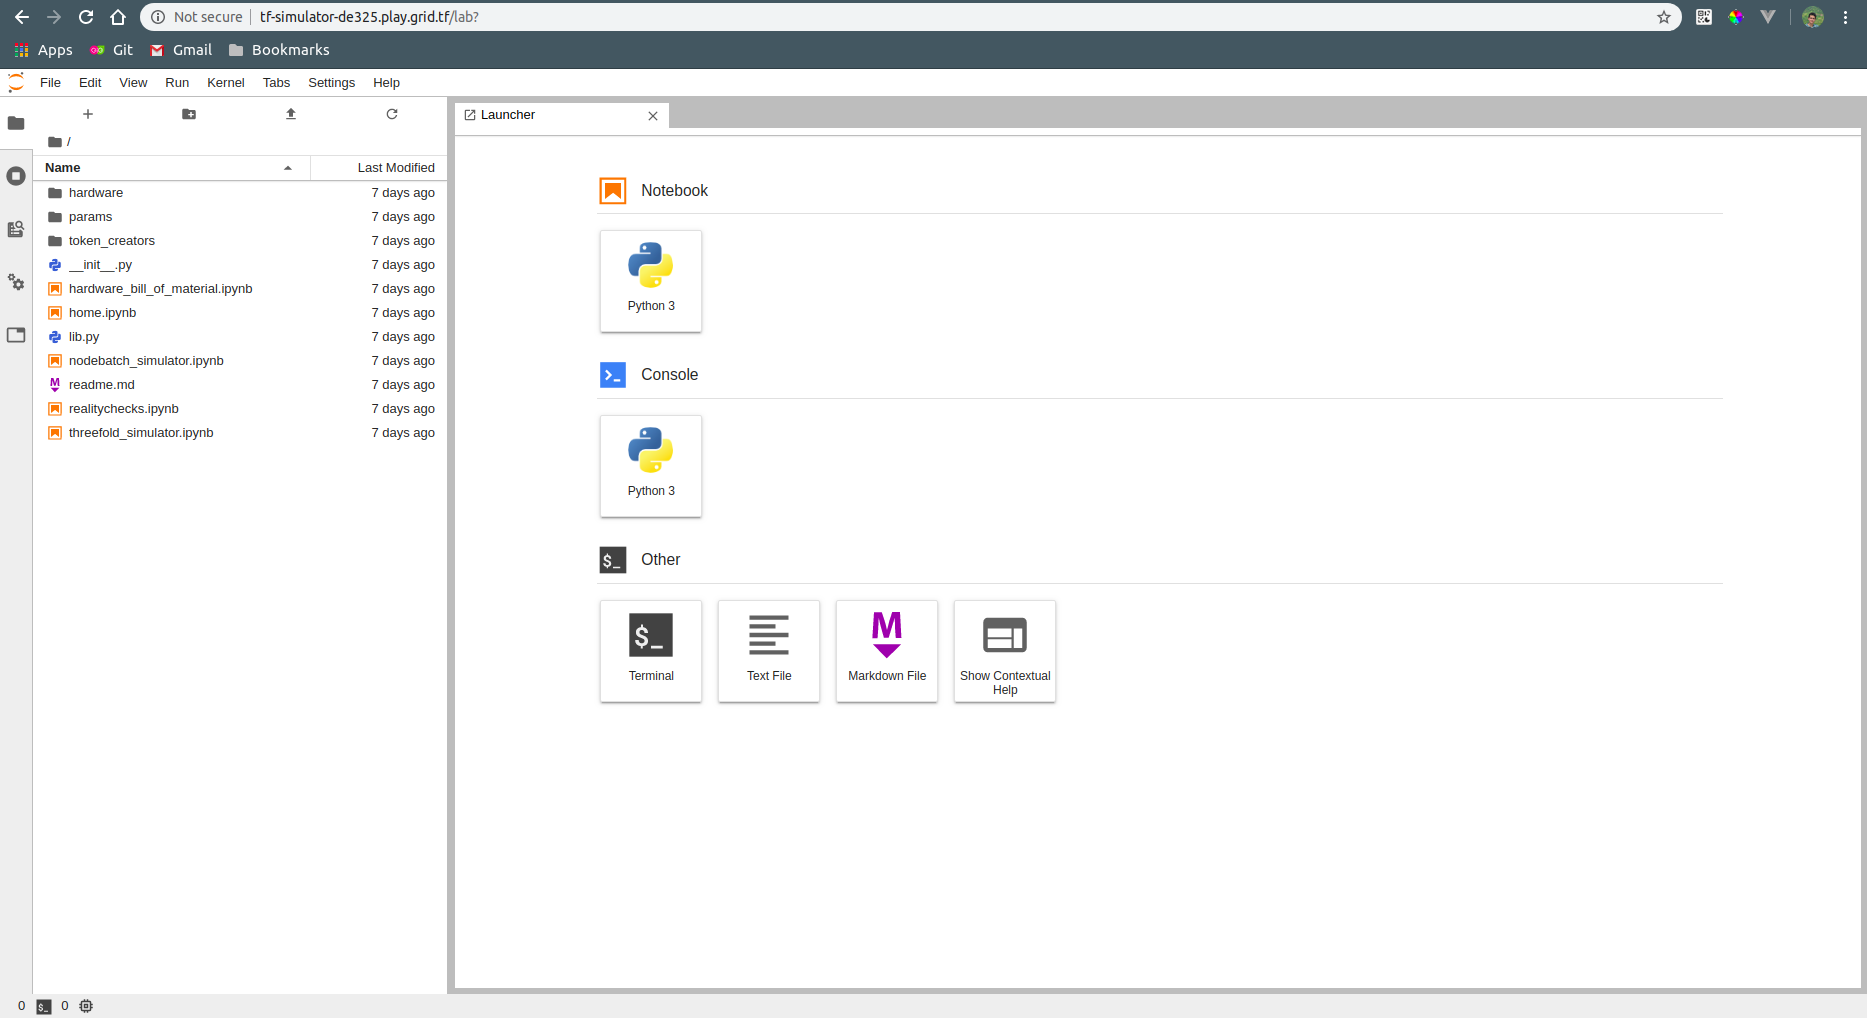 Not secure tf-simulator-de325.play.grid.tf/lab?
Apps Git Gmail Bookmarks
File Edit View Run Kernel Tabs Settings Help
Launcher
/
Name Last Modified
hardware 7 days ago
params 7 days ago
token_creators 7 days ago
__init__.py 7 days ago
hardware_bill_of_material.ipynb 7 days ago
home.ipynb 7 days ago
lib.py 7 days ago
nodebatch_simulator.ipynb 7 days ago
readme.md 7 days ago
realitychecks.ipynb 7 days ago
threefold_simulator.ipynb 7 days ago
Notebook
Python 3
Console
Python 3
$_ Other
$_ M
Terminal Text File Markdown File Show Contextual
Help
0 $_ 0